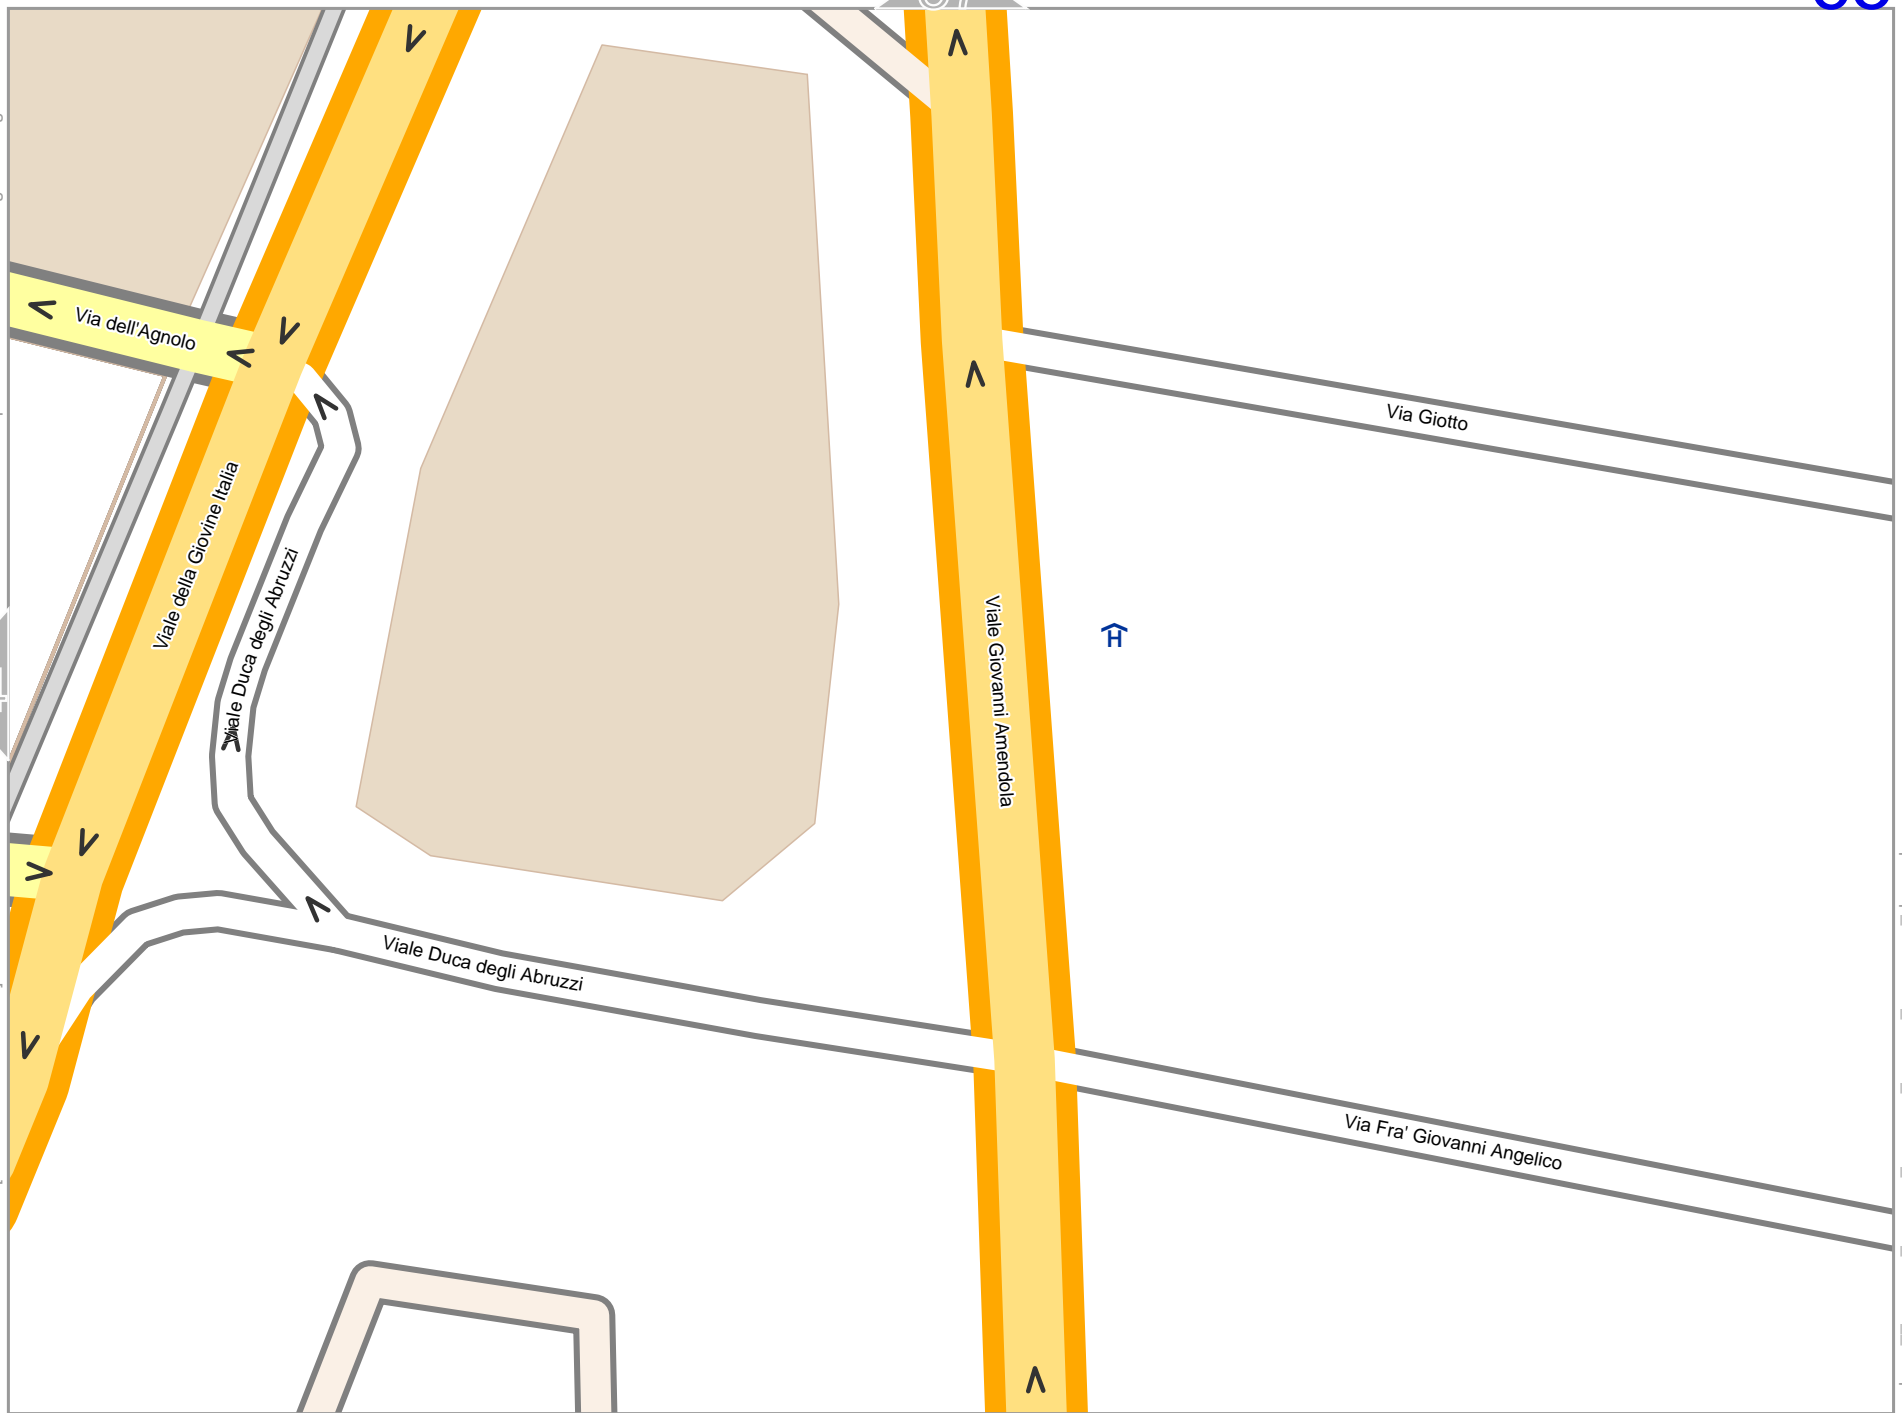 Via dell'Agnolo
Via Giotto
Viale della Giovine Italia
Viale Duca degli Abruzzi
Viale Giovanni Amendola
H
Viale Duca degli Abruzzi
Via Fra' Giovanni Angelico